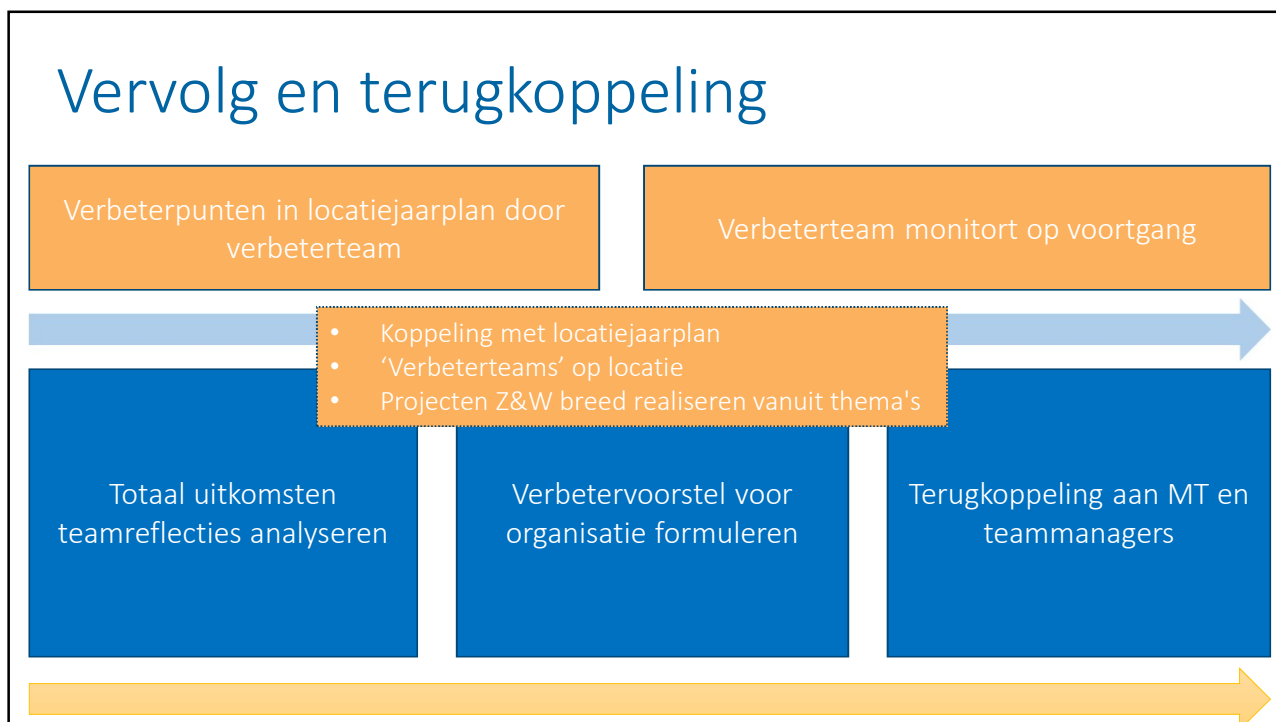 Vervolg en terugkoppeling
Verbeterpunten in locatiejaarplan door
verbeterteam
Verbeterteam monitort op voortgang
• Koppeling met locatiejaarplan
• ‘Verbeterteams’ op locatie
• Projecten Z&W breed realiseren vanuit thema's
Totaal uitkomsten
teamreflecties analyseren
Verbetervoorstel voor
organisatie formuleren
Terugkoppeling aan MT en
teammanagers